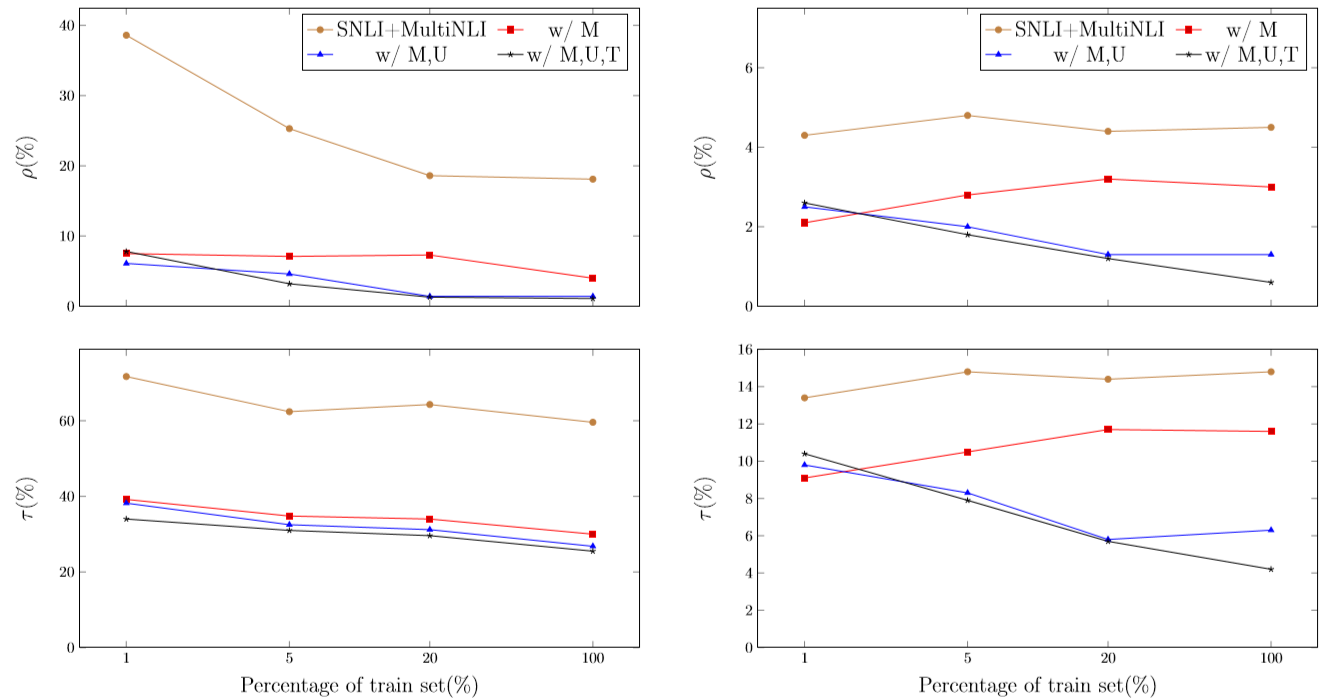 SNLI+MultiNLI w/ M
w/ M,U w/ M,U,T
40
30
20
10
0
ρ(%)
SNLI+MultiNLI w/ M
w/ M,U w/ M,U,T
6
4
2
0
ρ(%)
60
40
20
0
τ(%)
1 5 20 100
Percentage of train set(%)
16
14
12
10
8
6
4
2
0
τ(%)
1 5 20 100
Percentage of train set(%)